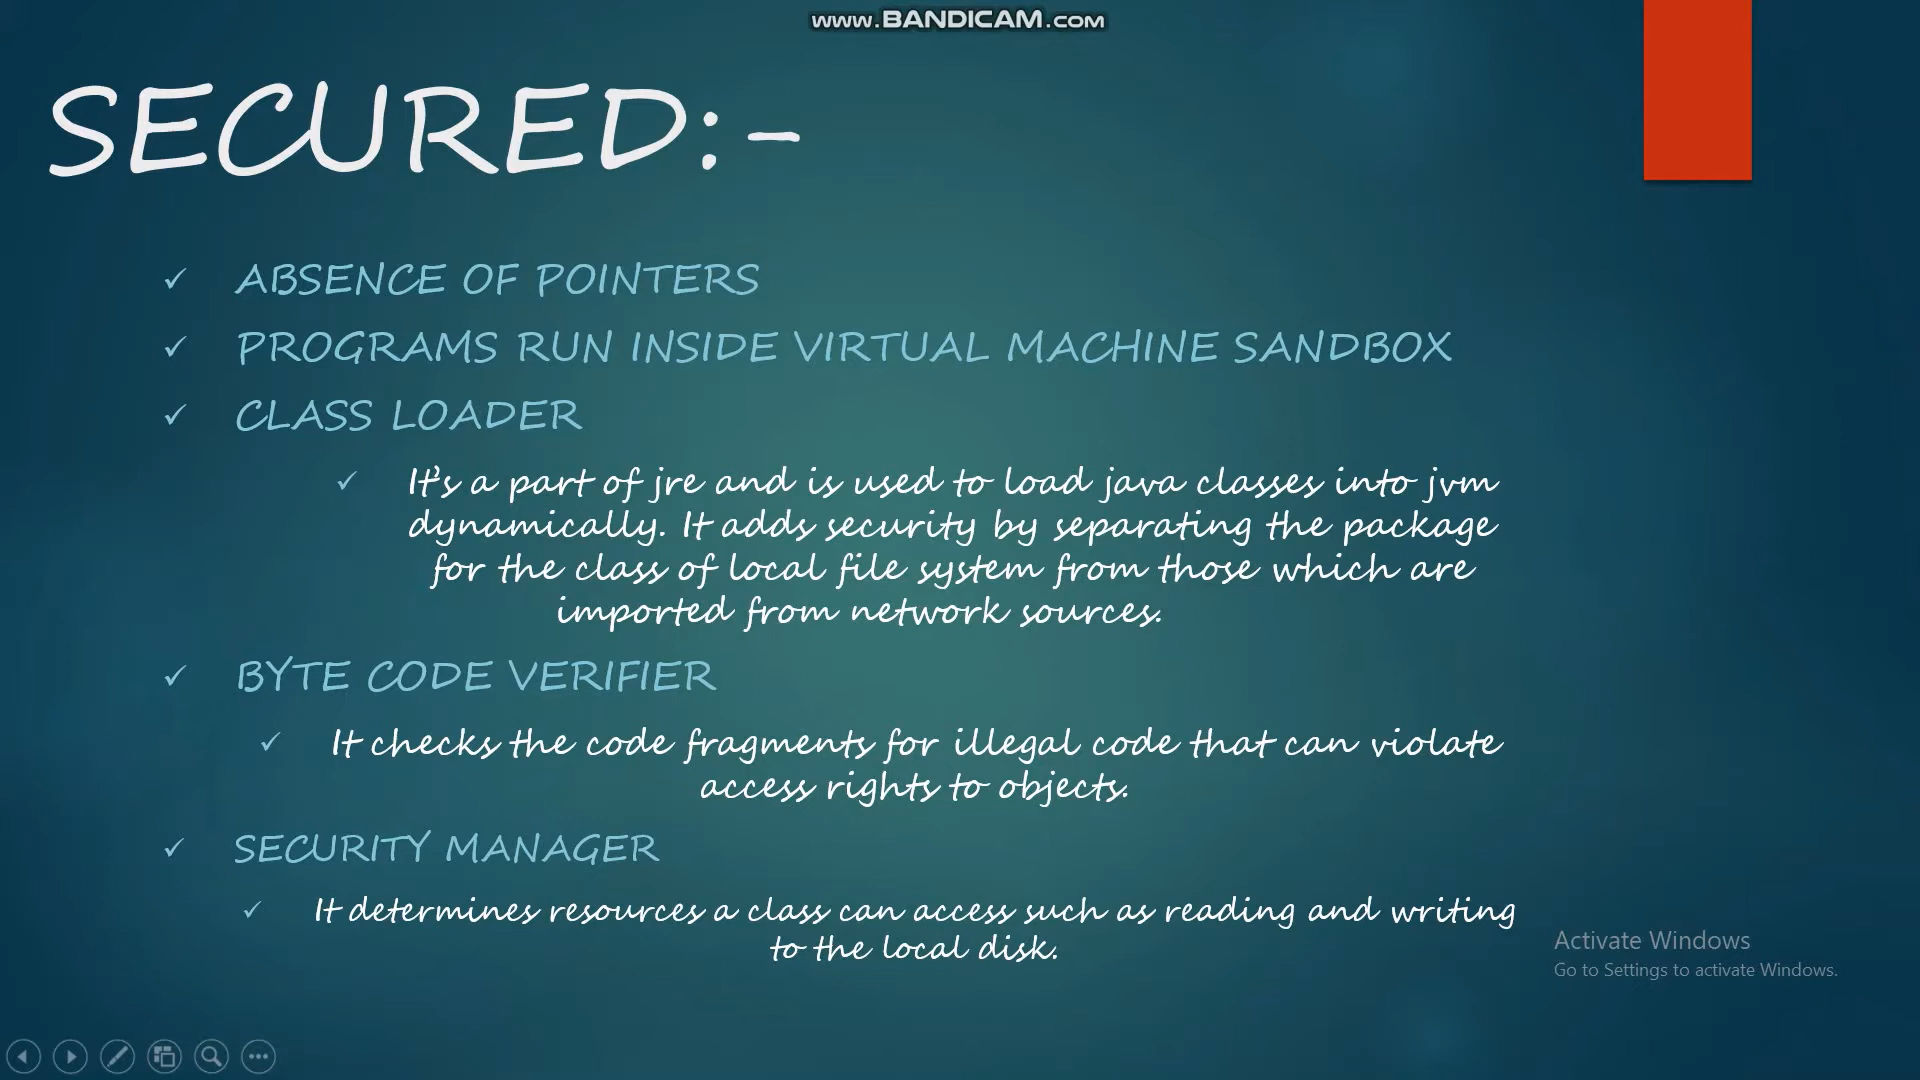 www.BANDICAM.com
SECURED:-
✓ ABSENCE OF POINTERS
✓ PROGRAMS RUN INSIDE VIRTUAL MACHINE SANDBOX
✓ CLASS LOADER
✓ It's a part of jre and is used to load java classes into jvm
dynamically. It adds security by separating the package
for the class of local file system from those which are
imported from network sources.
✓ BYTE CODE VERIFIER
✓ It checks the code fragments for illegal code that can violate
access rights to objects.
✓ SECURITY MANAGER
✓ It determines resources a class can access such as reading and writing
to the local disk.
Activate Windows
Go to Settings to activate Windows.